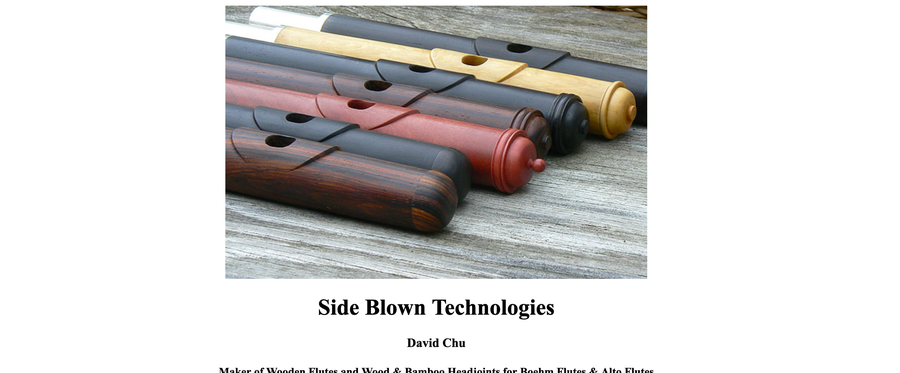 Side Blown Technologies
David Chu
Maker of Wooden Flutes and Wood & Bamboo Headjoints for Boehm Flutes & Alto Flutes